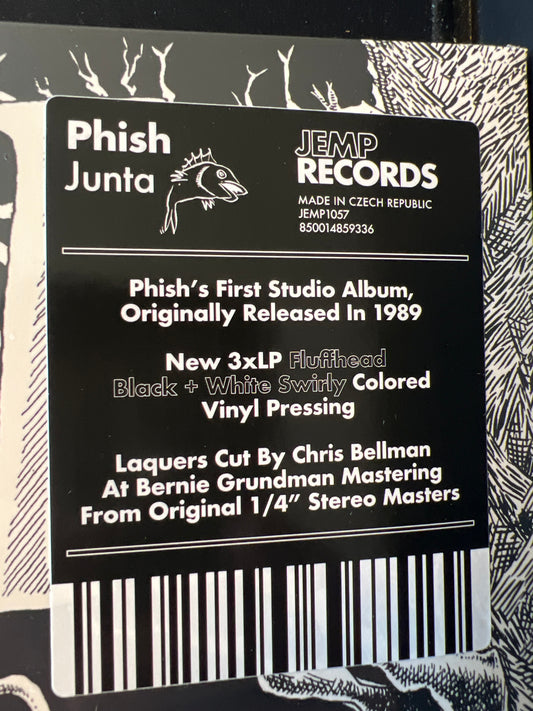 Phish
Junta
JEMP
RECORDS
MADE IN CZECH REPUBLIC
JEMP1057
850014859336
Phish's First Studio Album,
Originally Released In 1989
New 3xLP Fluffhead
Black + White Swirly Colored
Vinyl Pressing
Laquers Cut By Chris Bellman
At Bernie Grundman Mastering
From Original 1/4" Stereo Masters